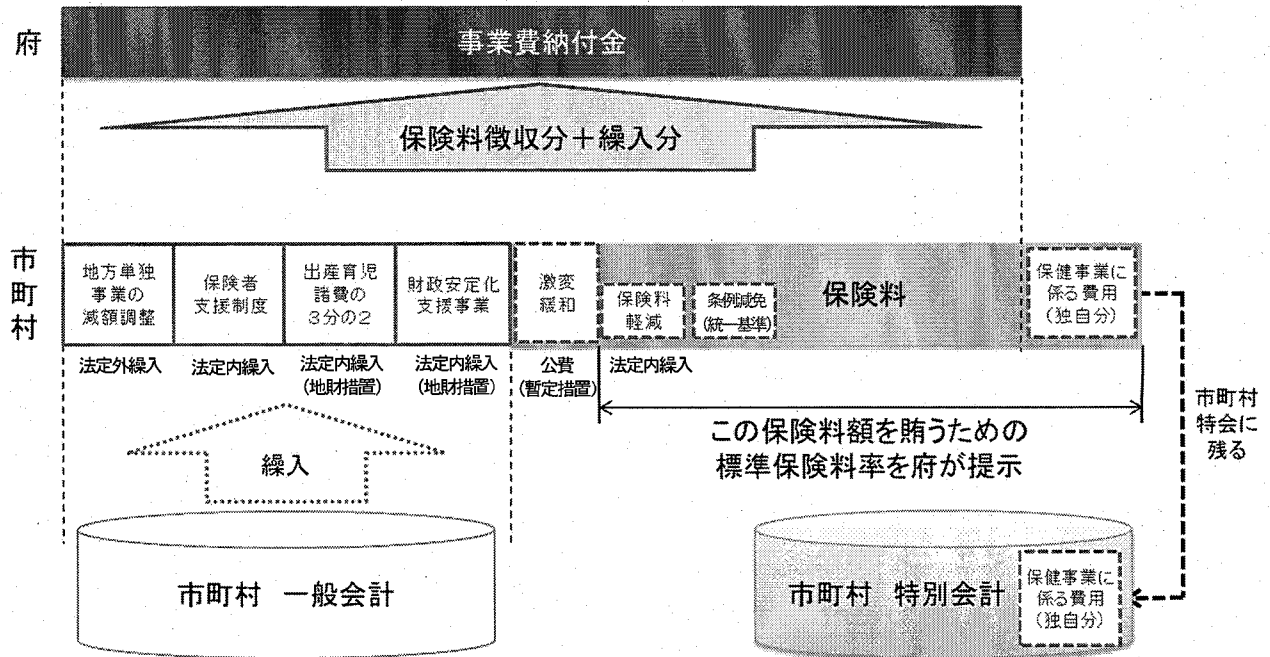 府
事業費納付金
保険料徴収分＋繰入分
市
町
村
地方単独
事業の
減額調整
保険者
支援制度
出産育児
諸費の
3分の2
財政安定化
支援事業
激変
緩和
保険料
軽減
条例減免
(統一基準)
保険料
保健事業に
係る費用
(独自分)
法定外繰入
法定内繰入
法定内繰入
(地財措置)
法定内繰入
(地財措置)
公費
(暫定措置)
法定内繰入
この保険料額を賄うための
標準保険料率を府が提示
市町村
特会に
残る
繰入
市町村 一般会計
市町村 特別会計
保健事業に
係る費用
(独自分)